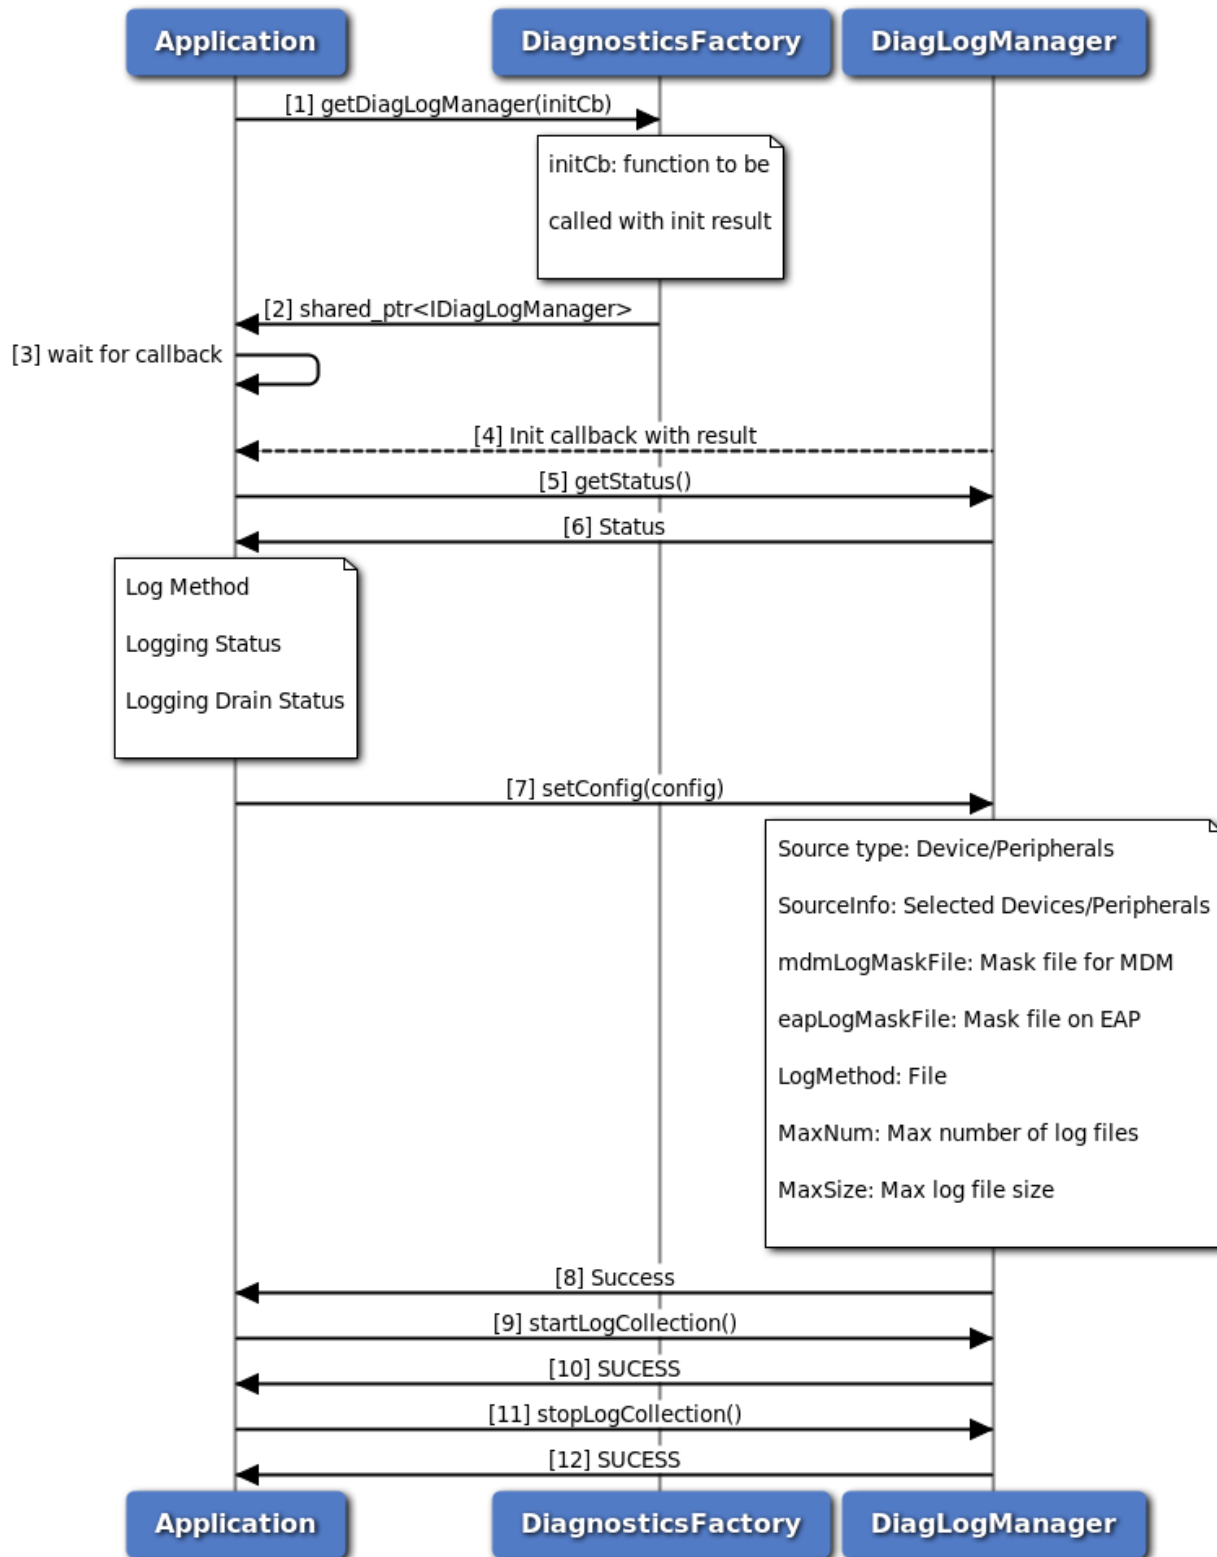 Application
DiagnosticsFactory
DiagLogManager
[1] getDiagLogManager(initCb)
initCb: function to be
called with init result
[2] shared_ptr<IDiagLogManager>
[3] wait for callback
[4] Init callback with result
[5] getStatus()
[6] Status
Log Method
Logging Status
Logging Drain Status
[7] setConfig(config)
Source type: Device/Peripherals
SourceInfo: Selected Devices/Peripherals
mdmLogMaskFile: Mask file for MDM
eapLogMaskFile: Mask file on EAP
LogMethod: File
MaxNum: Max number of log files
MaxSize: Max log file size
[8] Success
[9] startLogCollection()
[10] SUCESS
[11] stopLogCollection()
[12] SUCESS
Application
DiagnosticsFactory
DiagLogManager